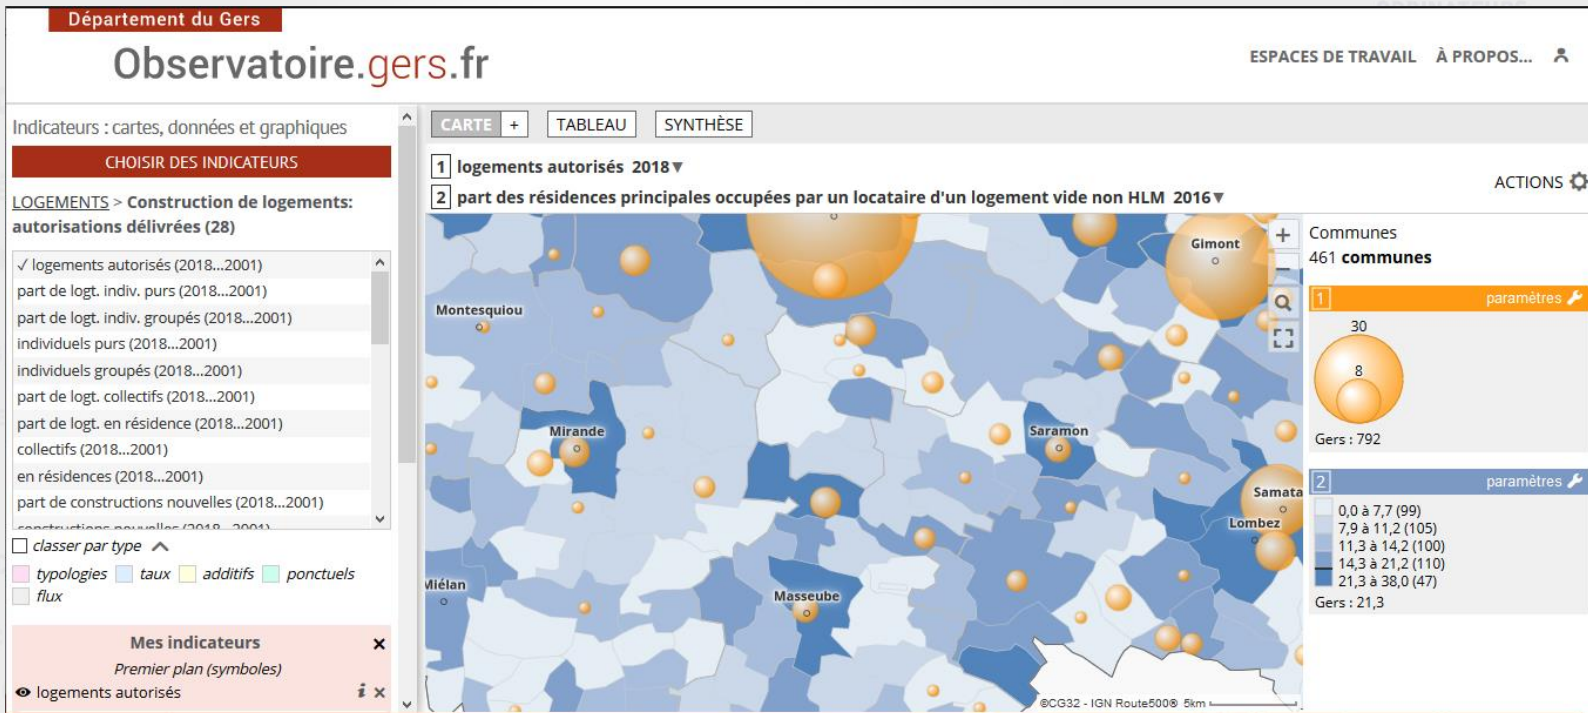 Département du Gers
Observatoire.gers.fr
ESPACES DE TRAVAIL À PROPOS...
Indicateurs : cartes, données et graphiques
CHOISIR DES INDICATEURS
LOGEMENTS > Construction de logements:
autorisations délivrées (28)
✓ logements autorisés (2018...2001)
part de logt. indiv. purs (2018...2001)
part de logt. indiv. groupés (2018...2001)
individuels purs (2018...2001)
individuels groupés (2018...2001)
part de logt. collectifs (2018...2001)
part de logt. en résidence (2018...2001)
collectifs (2018...2001)
en résidences (2018...2001)
part de constructions nouvelles (2018...2001)
constructions nouvelles (2018...2001)
classer par type
typologies taux additifs ponctuels
flux
Mes indicateurs ×
Premier plan (symboles)
logements autorisés i ×
CARTE + TABLEAU SYNTHÈSE
1 logements autorisés 2018▼
2 part des résidences principales occupées par un locataire d'un logement vide non HLM 2016▼
ACTIONS
Gimont
Montesquiou
Mirande
Saramon
Samata
Lombez
Miélan
Masseube
+
−
©CG32 - IGN Route500® 5km
Communes
461 communes
1 paramètres
30
8
Gers : 792
2 paramètres
0,0 à 7,7 (99)
7,9 à 11,2 (105)
11,3 à 14,2 (100)
14,3 à 21,2 (110)
21,3 à 38,0 (47)
Gers : 21,3